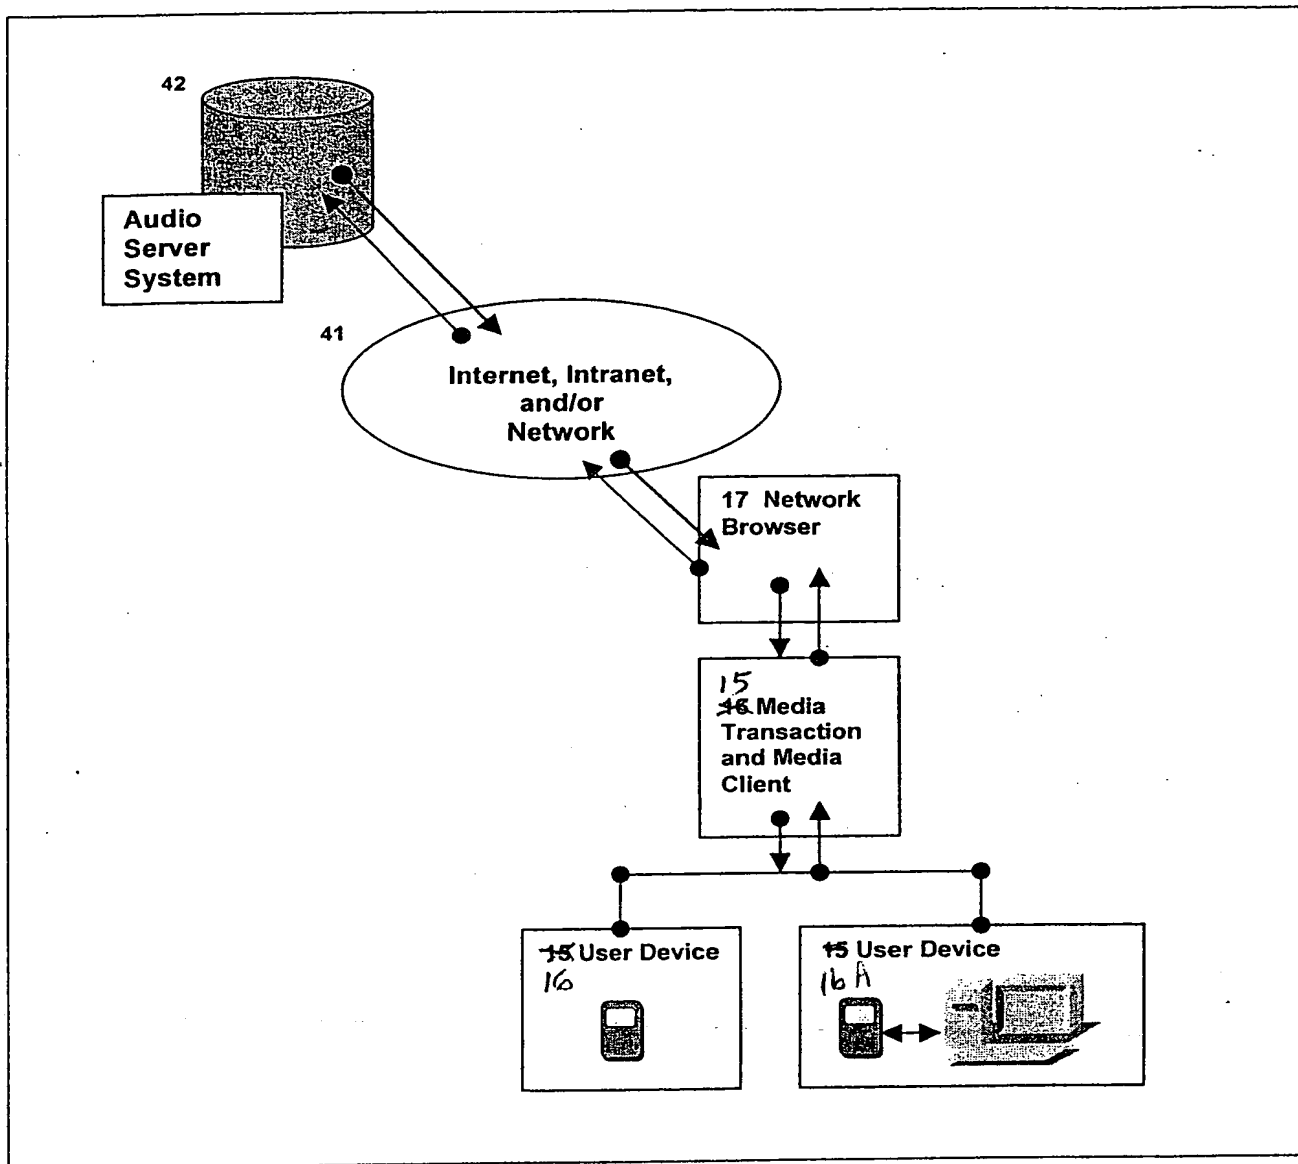 42
Audio
Server
System
41
Internet, Intranet,
and/or
Network
17 Network
Browser
15
16 Media
Transaction
and Media
Client
15 User Device
16
15 User Device
16A